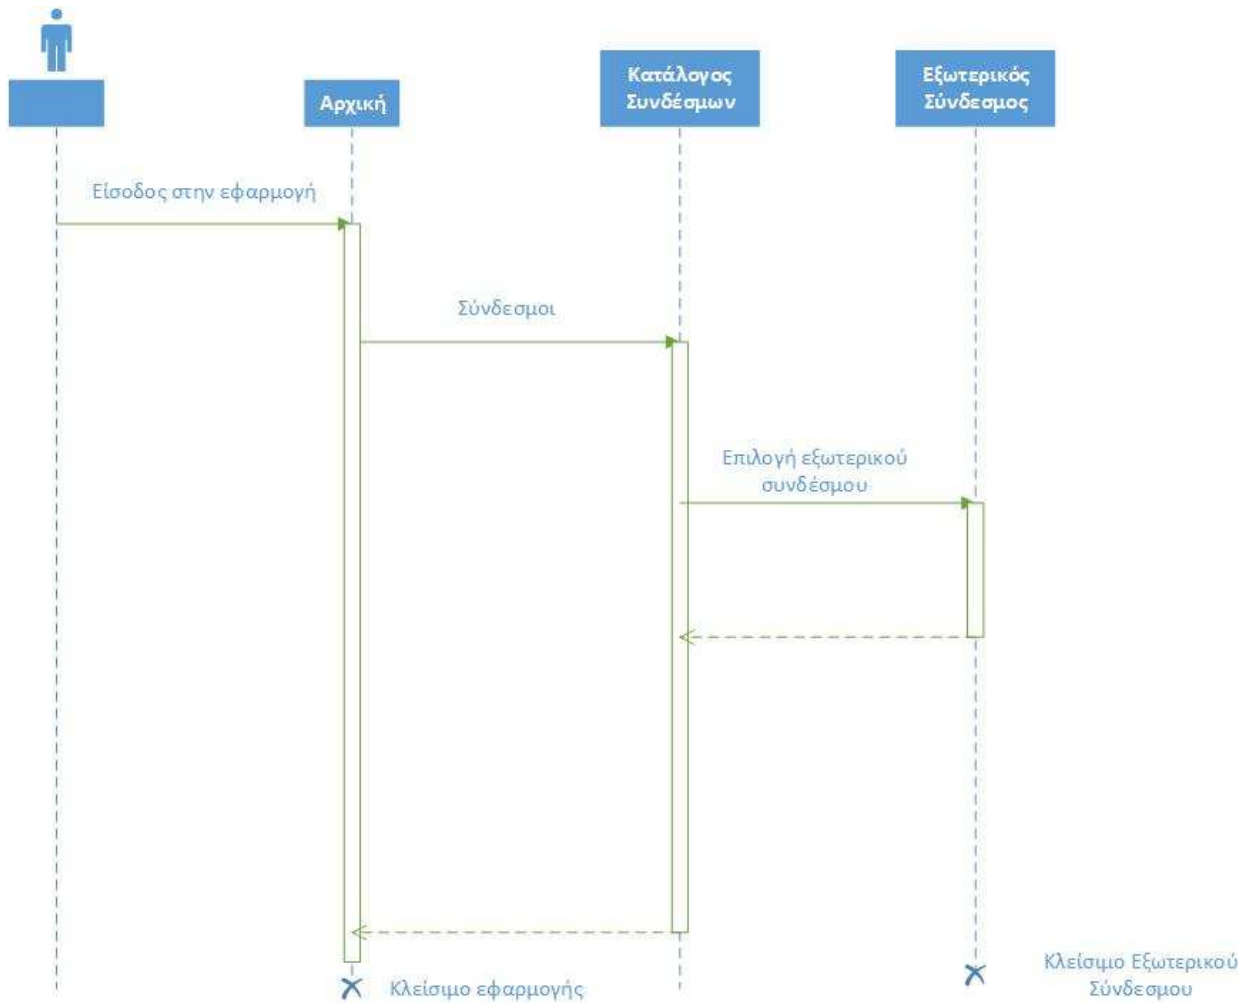 Αρχική
Κατάλογος
Συνδέσμων
Εξωτερικός
Σύνδεσμος
Είσοδος στην εφαρμογή
Σύνδεσμοι
Επιλογή εξωτερικού
συνδέσμου
Κλείσιμο εφαρμογής
Κλείσιμο Εξωτερικού
Σύνδεσμου